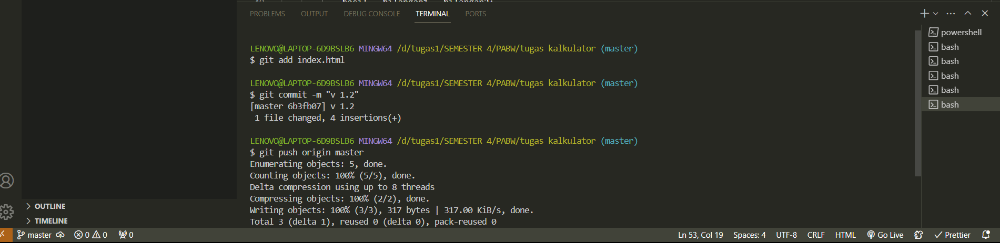 PROBLEMS OUTPUT DEBUG CONSOLE TERMINAL PORTS
LENOVO@LAPTOP-6D9BSLB6 MINGW64 /d/tugas1/SEMESTER 4/PABW/tugas kalkulator (master)
$ git add index.html
LENOVO@LAPTOP-6D9BSLB6 MINGW64 /d/tugas1/SEMESTER 4/PABW/tugas kalkulator (master)
$ git commit -m "v 1.2"
[master 6b3fb07] v 1.2
1 file changed, 4 insertions(+)
LENOVO@LAPTOP-6D9BSLB6 MINGW64 /d/tugas1/SEMESTER 4/PABW/tugas kalkulator (master)
$ git push origin master
Enumerating objects: 5, done.
Counting objects: 100% (5/5), done.
Delta compression using up to 8 threads
Compressing objects: 100% (2/2), done.
Writing objects: 100% (3/3), 317 bytes | 317.00 KiB/s, done.
Total 3 (delta 1), reused 0 (delta 0), pack-reused 0
powershell
bash
bash
bash
bash
bash
OUTLINE
TIMELINE
master 0 0 0 Ln 53, Col 19 Spaces: 4 UTF-8 CRLF HTML Go Live Prettier